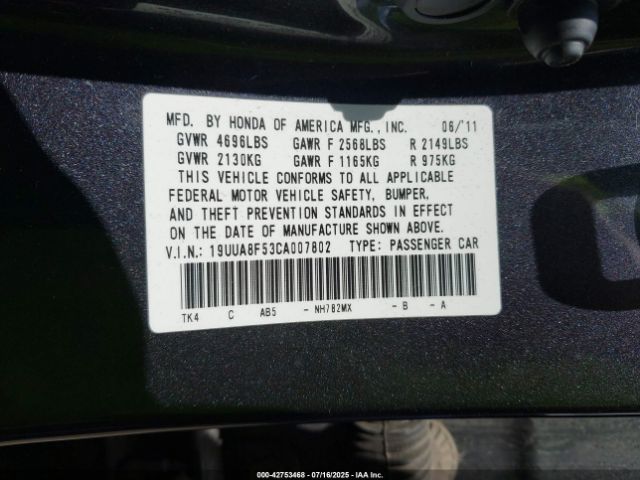 MFD. BY HONDA OF AMERICA MFG., INC. 06/'11
GVWR 4696LBS GAWR F 2568LBS R 2149LBS
GVWR 2130KG GAWR F 1165KG R 975KG
THIS VEHICLE CONFORMS TO ALL APPLICABLE
FEDERAL MOTOR VEHICLE SAFETY, BUMPER,
AND THEFT PREVENTION STANDARDS IN EFFECT
ON THE DATE OF MANUFACTURE SHOWN ABOVE.
V.I.N.: 19UUA8F53CA007802 TYPE: PASSENGER CAR
TK4 C AB5 - NH782MX - B - A
000-42753468 - 07/16/2025 - IAA Inc.